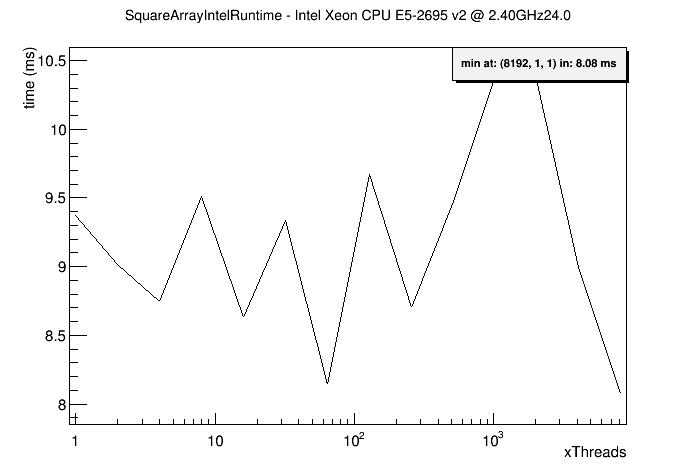 SquareArrayIntelRuntime - Intel Xeon CPU E5-2695 v2 @ 2.40GHz24.0
time (ms)
min at: (8192, 1, 1) in: 8.08 ms
10.5
10
9.5
9
8.5
8
1 10 10² 10³
xThreads